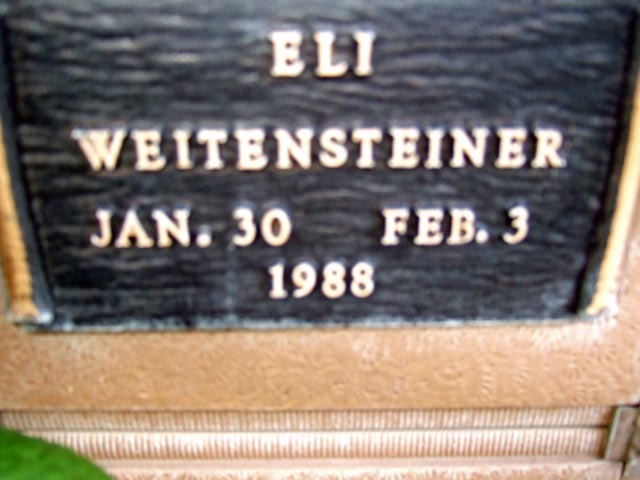 ELI
WEITENSTEINER
JAN. 30 FEB. 3
1988